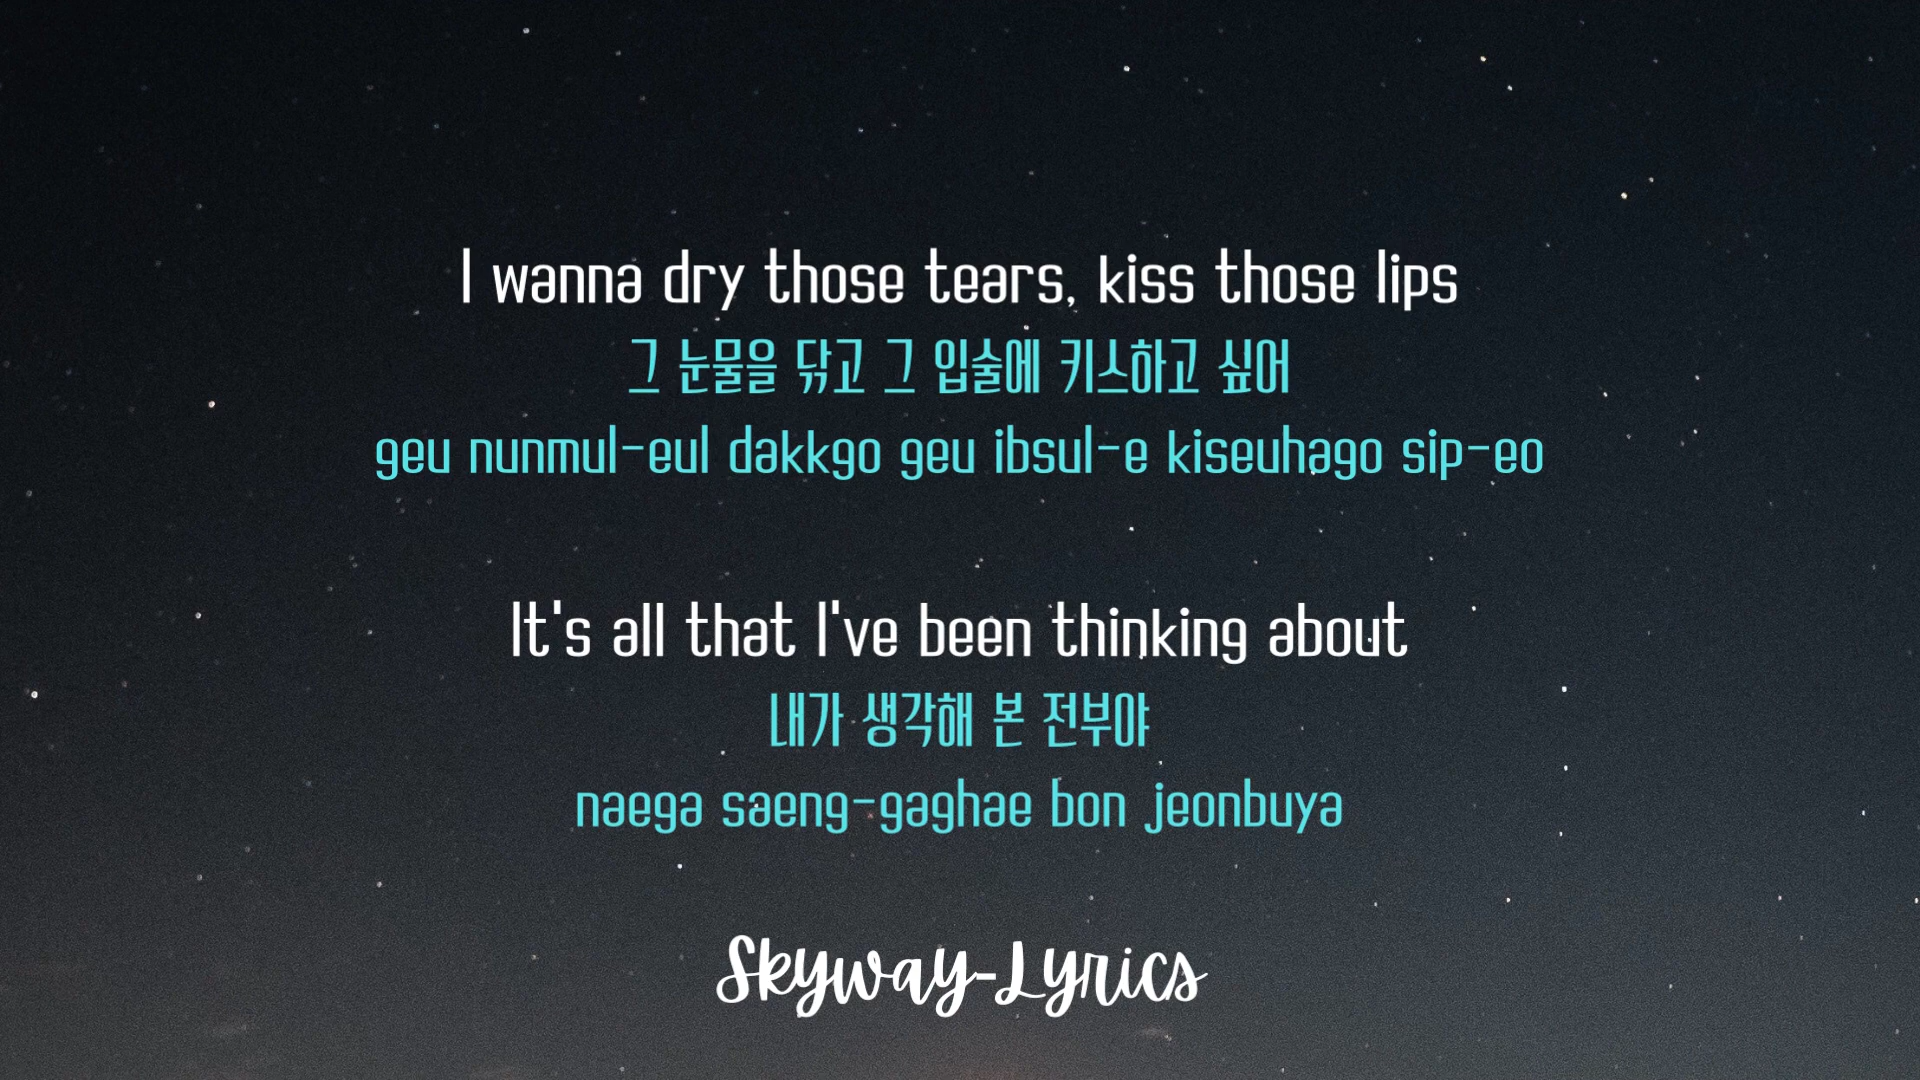 I wanna dry those tears, kiss those lips
그 눈물을 닦고 그 입술에 키스하고 싶어
geu nunmul-eul dakkgo geu ibsul-e kiseuhago sip-eo
It's all that I've been thinking about
내가 생각해 본 전부야
naega saeng-gaghae bon jeonbuya
Skyway-Lyrics